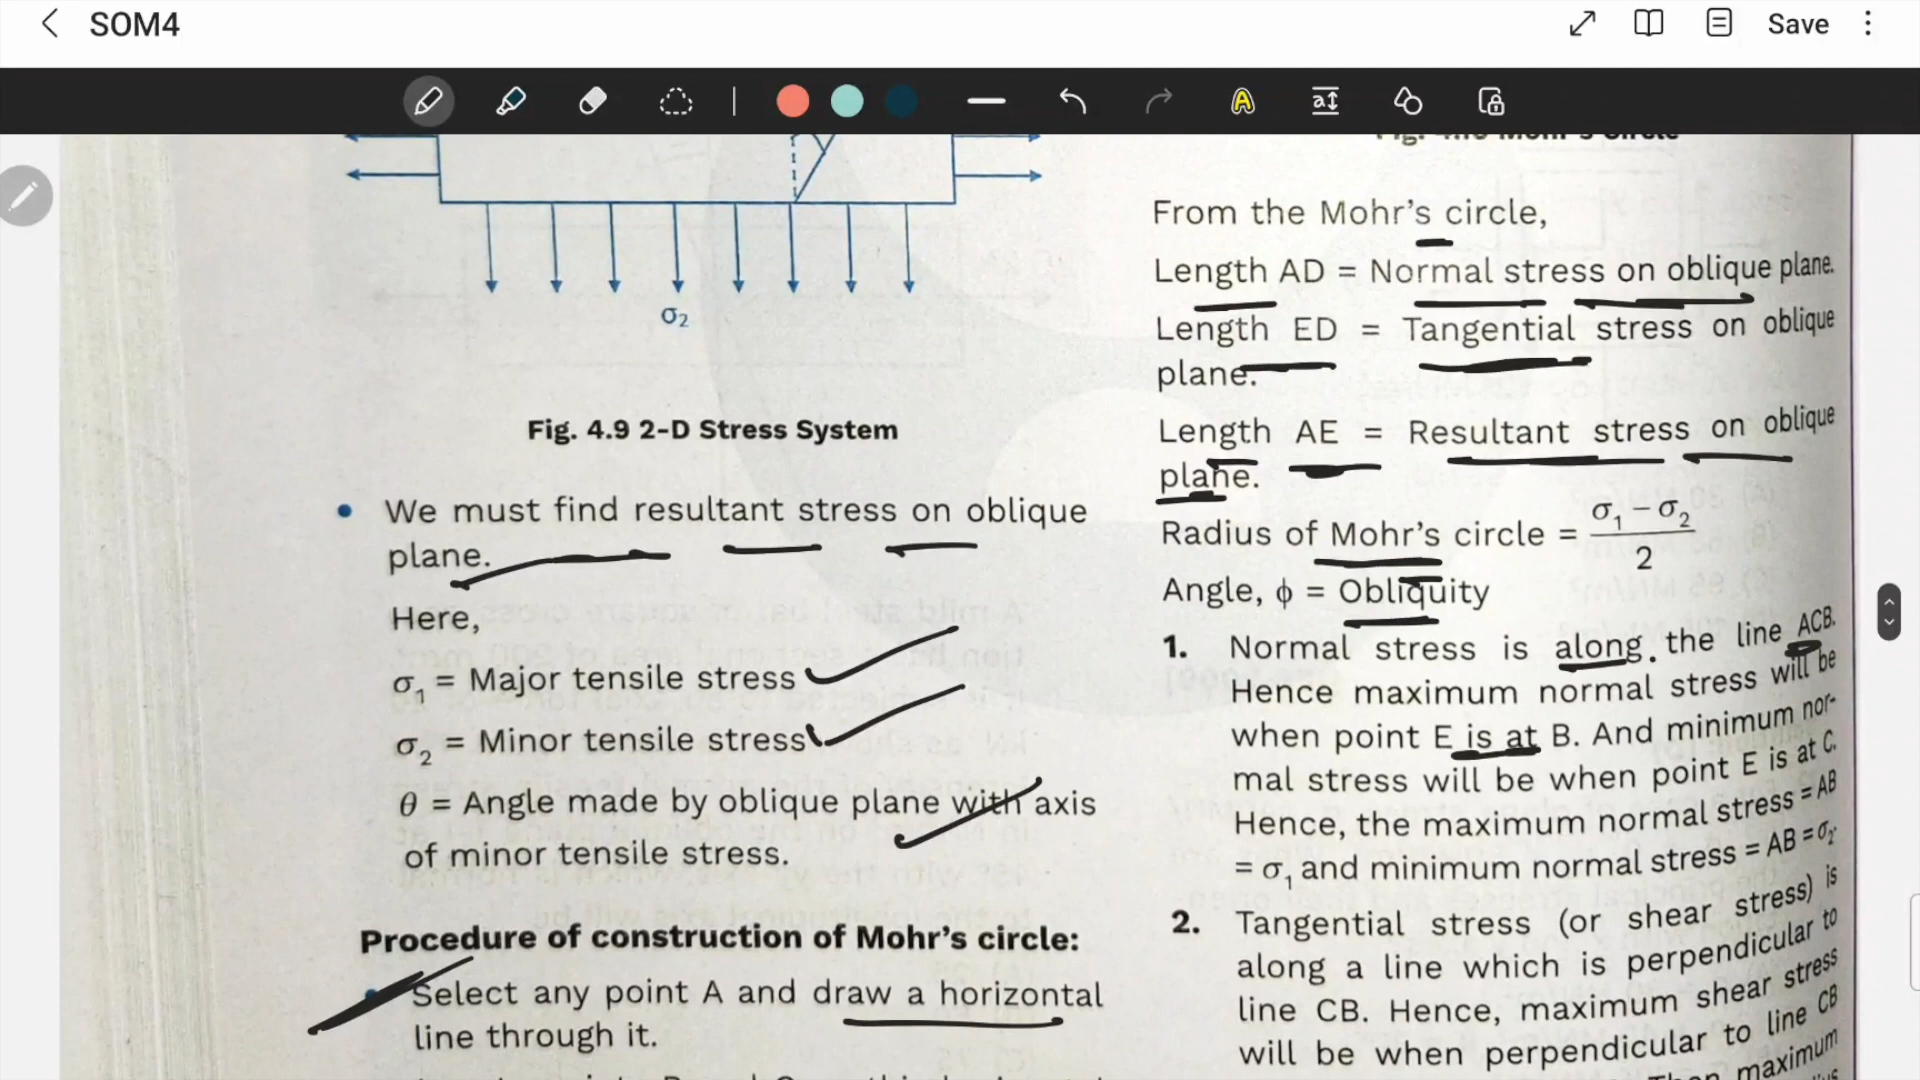 SOM4
Save
σ2
Fig. 4.9 2-D Stress System
• We must find resultant stress on oblique
plane.
Here,
σ1 = Major tensile stress
σ2 = Minor tensile stress
θ = Angle made by oblique plane with axis
of minor tensile stress.
Procedure of construction of Mohr's circle:
Select any point A and draw a horizontal
line through it.
From the Mohr's circle,
Length AD = Normal stress on oblique plane.
Length ED = Tangential stress on oblique
plane.
Length AE = Resultant stress on oblique
plane.
Radius of Mohr's circle = (σ1 − σ2)/2
Angle, ϕ = Obliquity
1. Normal stress is along the line ACB.
Hence maximum normal stress will be
when point E is at B. And minimum nor-
mal stress will be when point E is at C.
Hence, the maximum normal stress = AB
= σ1 and minimum normal stress = AB = σ2.
2. Tangential stress (or shear stress) is
along a line which is perpendicular to
line CB. Hence, maximum shear stress
will be when perpendicular to line CB
maximum